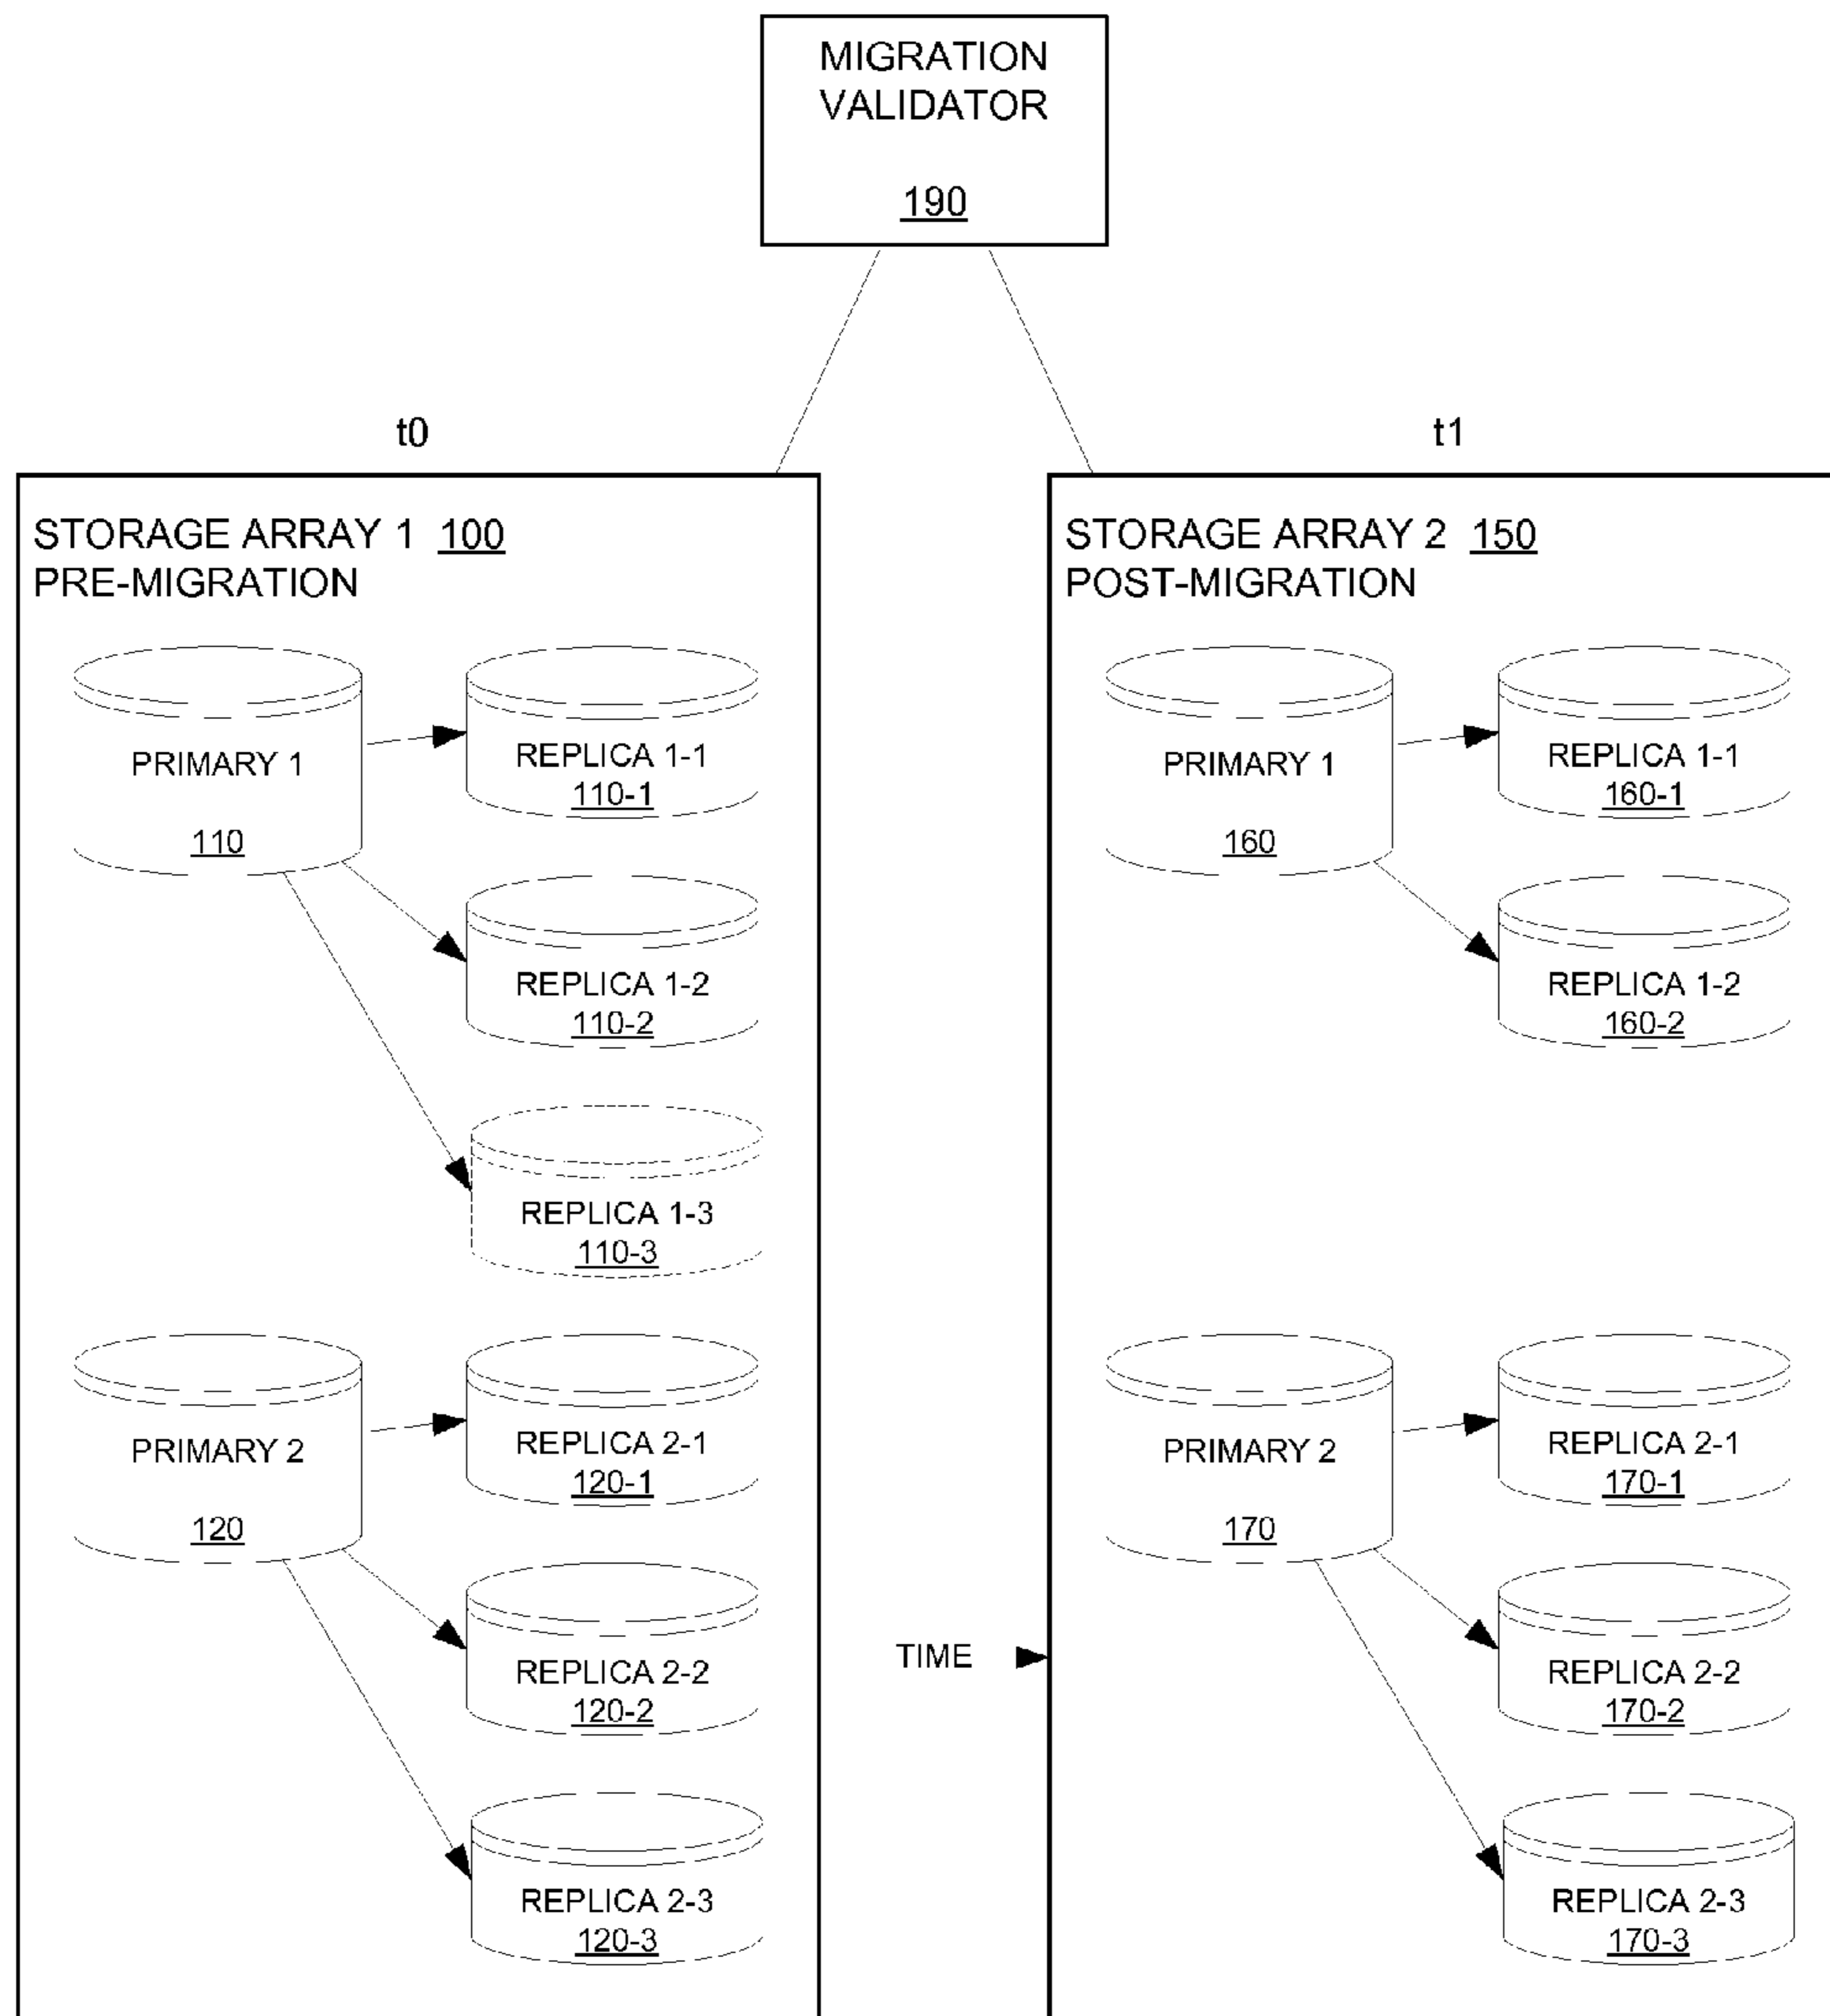 MIGRATION
VALIDATOR
190
t0
t1
STORAGE ARRAY 1 100
PRE-MIGRATION
PRIMARY 1
110
REPLICA 1-1
110-1
REPLICA 1-2
110-2
REPLICA 1-3
110-3
PRIMARY 2
120
REPLICA 2-1
120-1
REPLICA 2-2
120-2
REPLICA 2-3
120-3
TIME
STORAGE ARRAY 2 150
POST-MIGRATION
PRIMARY 1
160
REPLICA 1-1
160-1
REPLICA 1-2
160-2
PRIMARY 2
170
REPLICA 2-1
170-1
REPLICA 2-2
170-2
REPLICA 2-3
170-3